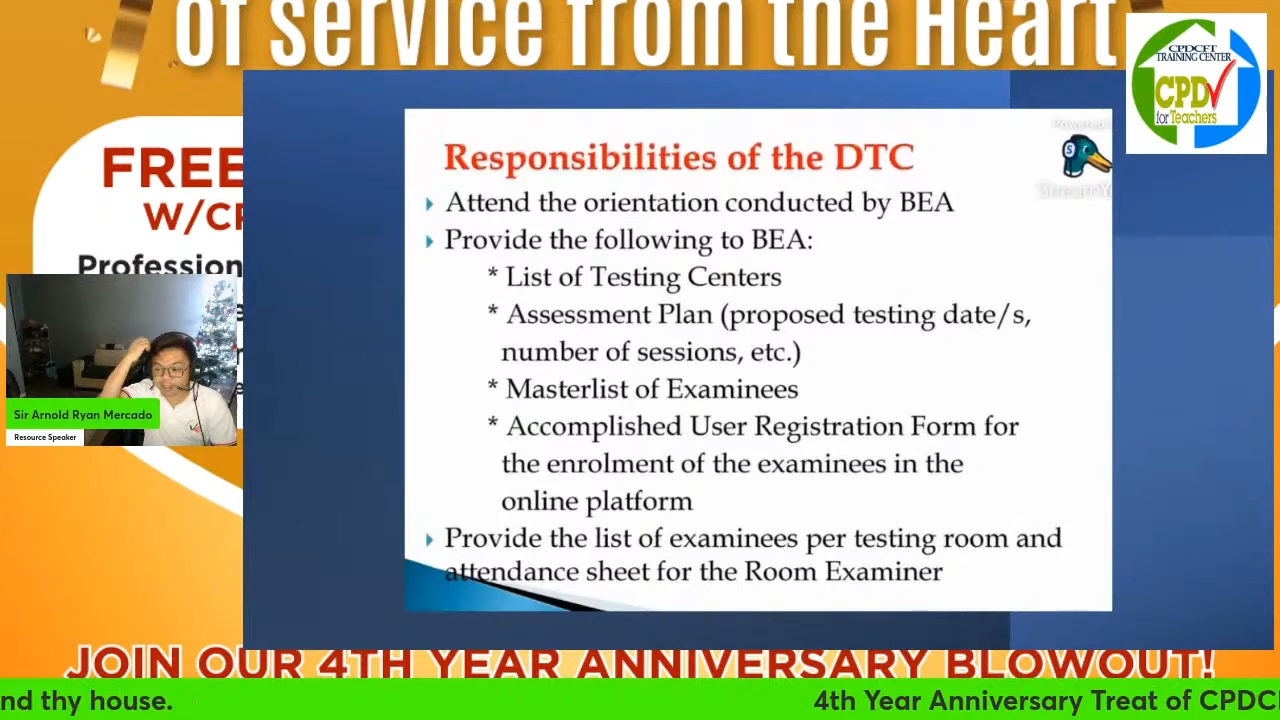 of service from the Heart
CPDCFT
TRAINING CENTER
CPD
for Teachers
FREE
W/CP
Profession
Sir Arnold Ryan Mercado
Resource Speaker
Powered
StreamY
Responsibilities of the DTC
Attend the orientation conducted by BEA
Provide the following to BEA:
* List of Testing Centers
* Assessment Plan (proposed testing date/s,
number of sessions, etc.)
* Masterlist of Examinees
* Accomplished User Registration Form for
the enrolment of the examinees in the
online platform
Provide the list of examinees per testing room and
attendance sheet for the Room Examiner
JOIN OUR 4TH YEAR ANNIVERSARY BLOWOUT!
nd thy house.
4th Year Anniversary Treat of CPDC